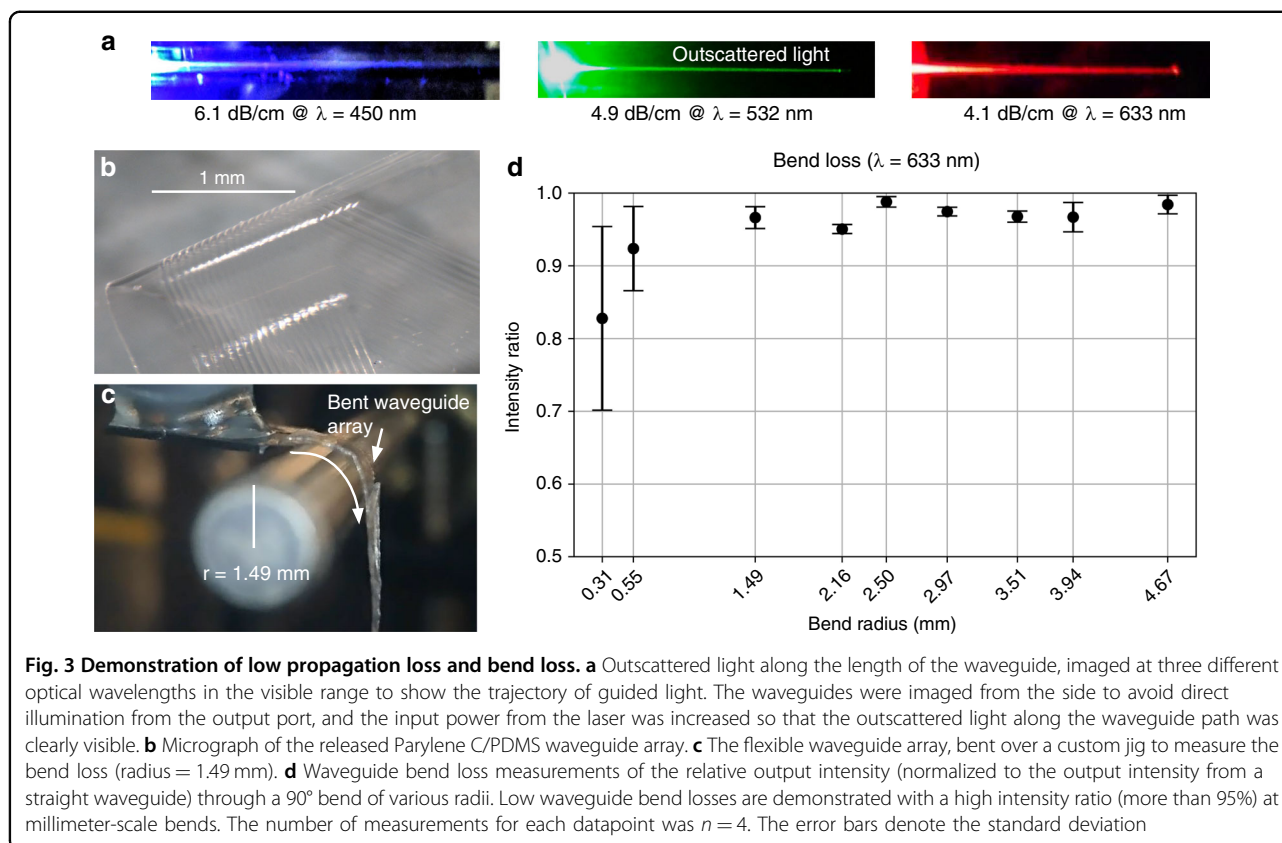 a
Outscattered light
6.1 dB/cm @ λ = 450 nm
4.9 dB/cm @ λ = 532 nm
4.1 dB/cm @ λ = 633 nm
b
1 mm
c
Bent waveguide
array
r = 1.49 mm
d
Bend loss (λ = 633 nm)
Intensity ratio
1.0
0.9
0.8
0.7
0.6
0.5
0.31
0.55
1.49
2.16
2.50
2.97
3.51
3.94
4.67
Bend radius (mm)
Fig. 3 Demonstration of low propagation loss and bend loss. a Outscattered light along the length of the waveguide, imaged at three different
optical wavelengths in the visible range to show the trajectory of guided light. The waveguides were imaged from the side to avoid direct
illumination from the output port, and the input power from the laser was increased so that the outscattered light along the waveguide path was
clearly visible. b Micrograph of the released Parylene C/PDMS waveguide array. c The flexible waveguide array, bent over a custom jig to measure the
bend loss (radius = 1.49 mm). d Waveguide bend loss measurements of the relative output intensity (normalized to the output intensity from a
straight waveguide) through a 90° bend of various radii. Low waveguide bend losses are demonstrated with a high intensity ratio (more than 95%) at
millimeter-scale bends. The number of measurements for each datapoint was n = 4. The error bars denote the standard deviation